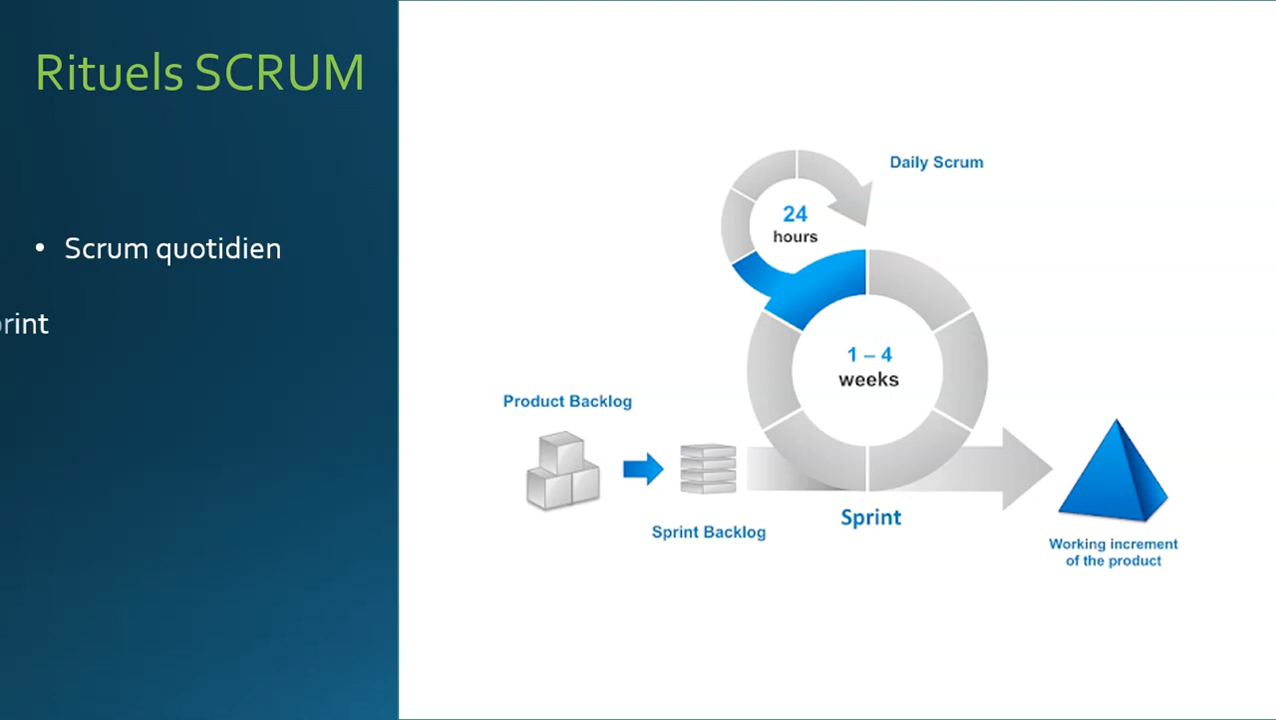 Rituels SCRUM
• Scrum quotidien
print
Daily Scrum
24
hours
1 – 4
weeks
Product Backlog
Sprint Backlog
Sprint
Working increment
of the product